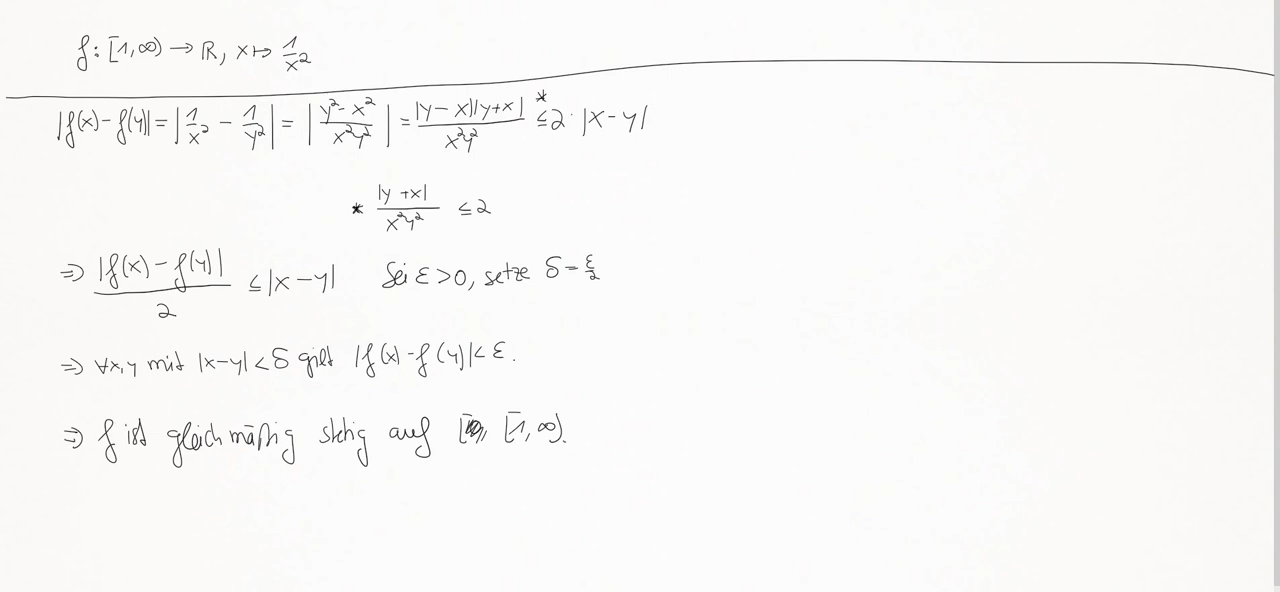 f: [1,∞) → ℝ, x ↦ 1/x²
|f(x) - f(y)| = |1/x² - 1/y²| = |(y² - x²)/(x²y²)| = (|y - x||y + x|)/(x²y²) ≤* 2 · |x - y|
* |y + x|/(x²y²) ≤ 2
⇒ |f(x) - f(y)|/2 ≤ |x - y| Sei ε > 0, setze δ = ε/2
⇒ ∀x,y mit |x - y| < δ gilt |f(x) - f(y)| < ε.
⇒ f ist gleichmäßig stetig auf [1,∞).